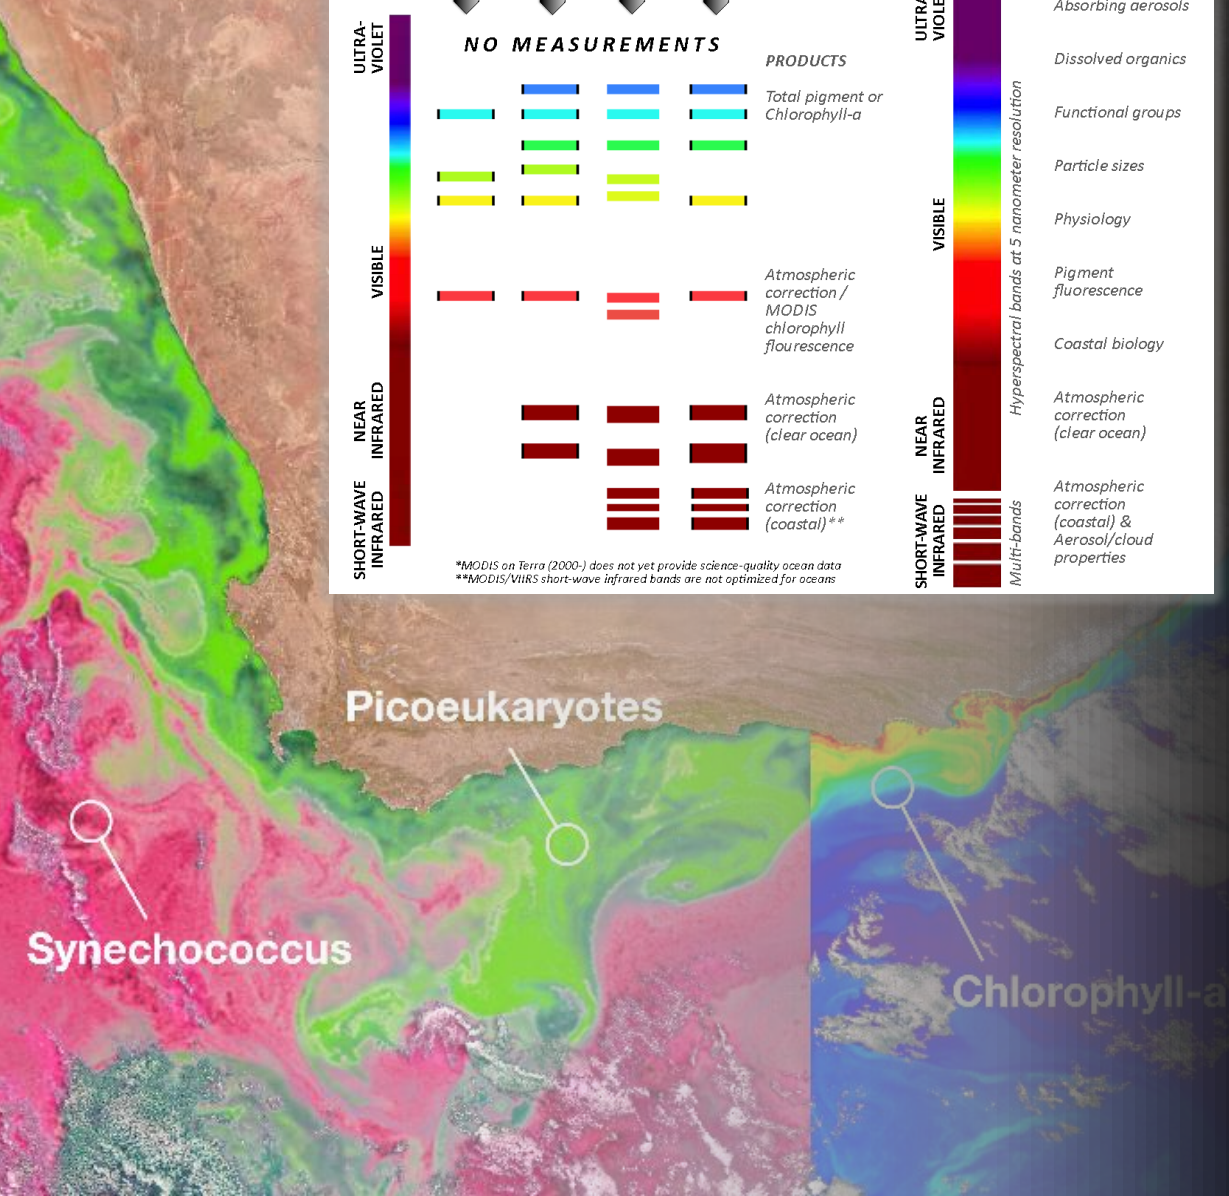 ULTRA-
VIOLET
VISIBLE
NEAR
INFRARED
SHORT-WAVE
INFRARED
NO MEASUREMENTS
PRODUCTS
Total pigment or
Chlorophyll-a
Atmospheric
correction /
MODIS
chlorophyll
flourescence
Atmospheric
correction
(clear ocean)
Atmospheric
correction
(coastal)**
*MODIS on Terra (2000-) does not yet provide science-quality ocean data
**MODIS/VIIRS short-wave infrared bands are not optimized for oceans
ULTRA-
VIOLET
VISIBLE
NEAR
INFRARED
SHORT-WAVE
INFRARED
Hyperspectral bands at 5 nanometer resolution
Multi-bands
Absorbing aerosols
Dissolved organics
Functional groups
Particle sizes
Physiology
Pigment
fluorescence
Coastal biology
Atmospheric
correction
(clear ocean)
Atmospheric
correction
(coastal) &
Aerosol/cloud
properties
Picoeukaryotes
Synechococcus
Chlorophyll-a